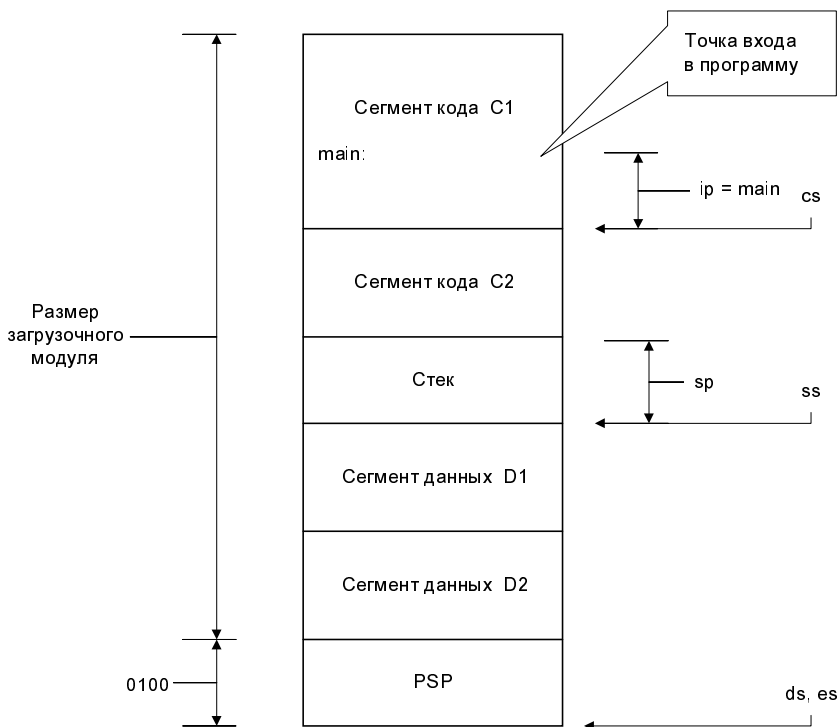 Точка входа
в программу
Сегмент кода C1
main:
ip = main
cs
Сегмент кода C2
Размер
загрузочного
модуля
Стек
sp
ss
Сегмент данных D1
Сегмент данных D2
0100
PSP
ds, es